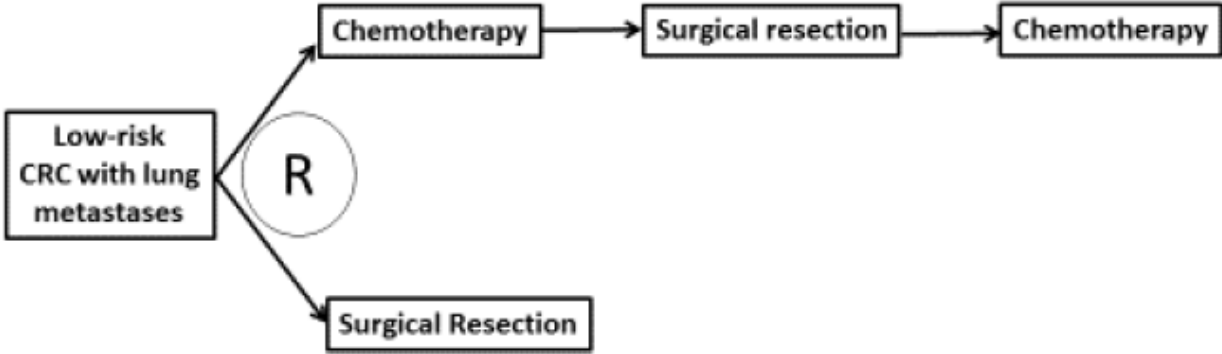 Chemotherapy
Surgical resection
Chemotherapy
Low-risk
CRC with lung
metastases
R
Surgical Resection